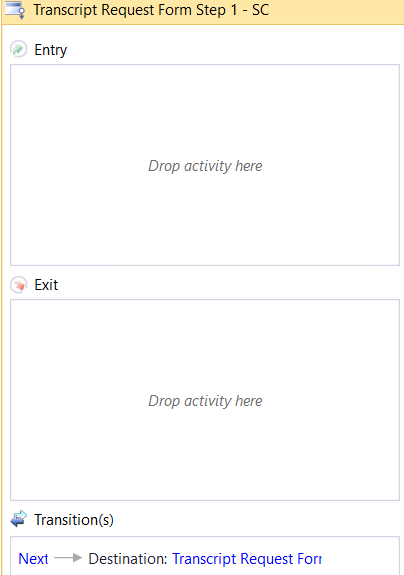 Transcript Request Form Step 1 - SC
Entry
Drop activity here
Exit
Drop activity here
Transition(s)
Next Destination: Transcript Request